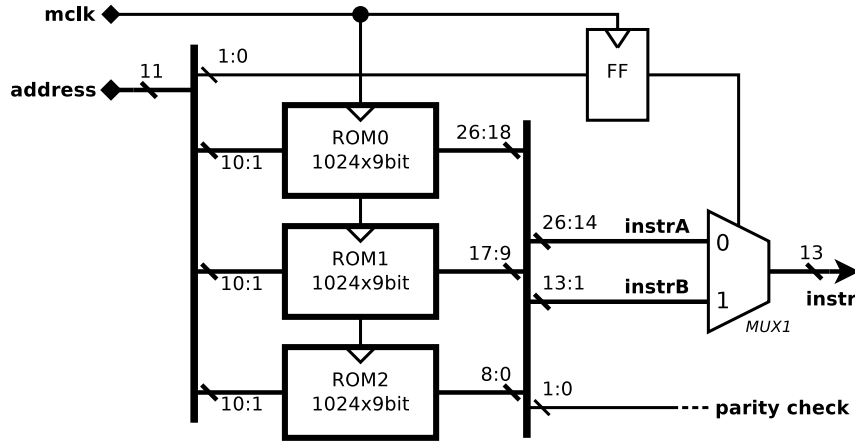 mclk
11
1:0
FF
address
ROM0
1024x9bit
26:18
10:1
26:14
instrA
0
13
ROM1
1024x9bit
17:9
10:1
13:1
instrB
1
instr
MUX1
ROM2
1024x9bit
8:0
10:1
1:0
parity check